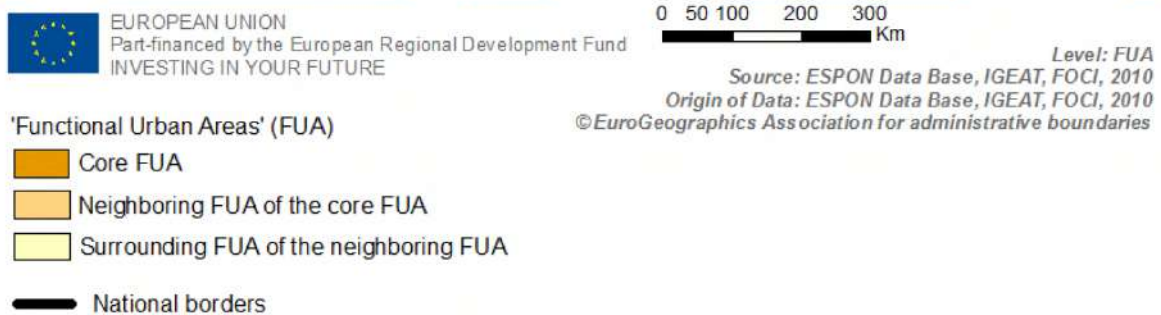 EUROPEAN UNION
Part-financed by the European Regional Development Fund
INVESTING IN YOUR FUTURE
0 50 100 200 300
Km
Level: FUA
Source: ESPON Data Base, IGEAT, FOCI, 2010
Origin of Data: ESPON Data Base, IGEAT, FOCI, 2010
©EuroGeographics Association for administrative boundaries
'Functional Urban Areas' (FUA)
Core FUA
Neighboring FUA of the core FUA
Surrounding FUA of the neighboring FUA
National borders